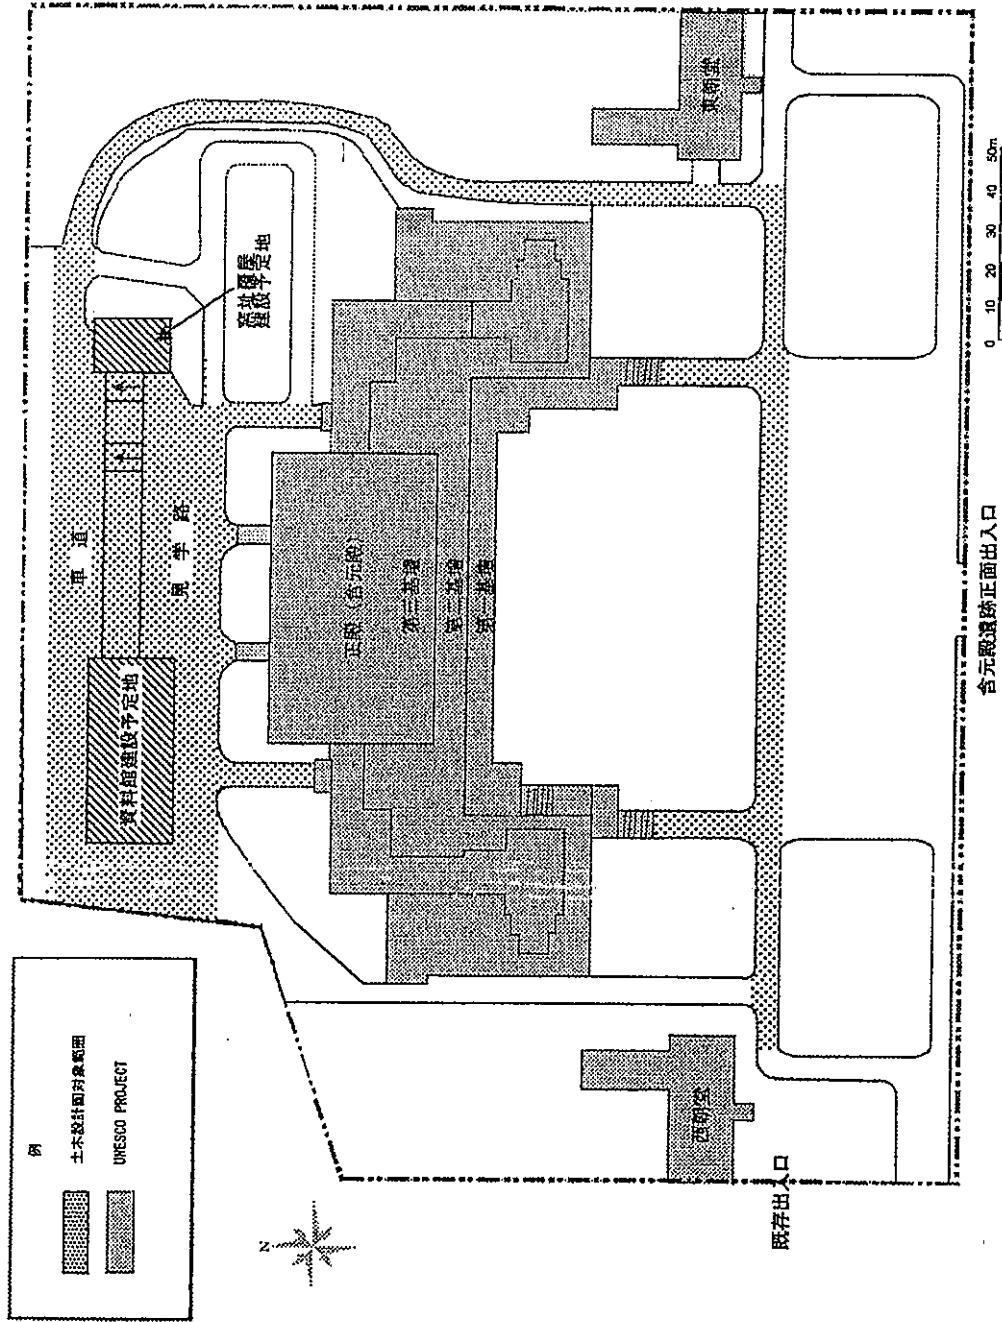 例
土木設計図対象範囲
UNESCO PROJECT
N
車道
見学路
資料館建設予定地
建設予定地
正殿(含元殿)
第三基壇
第二基壇
第一基壇
東朝堂
西朝堂
既存出入口
含元殿遺跡正面出入口
0 10 20 30 40 50m